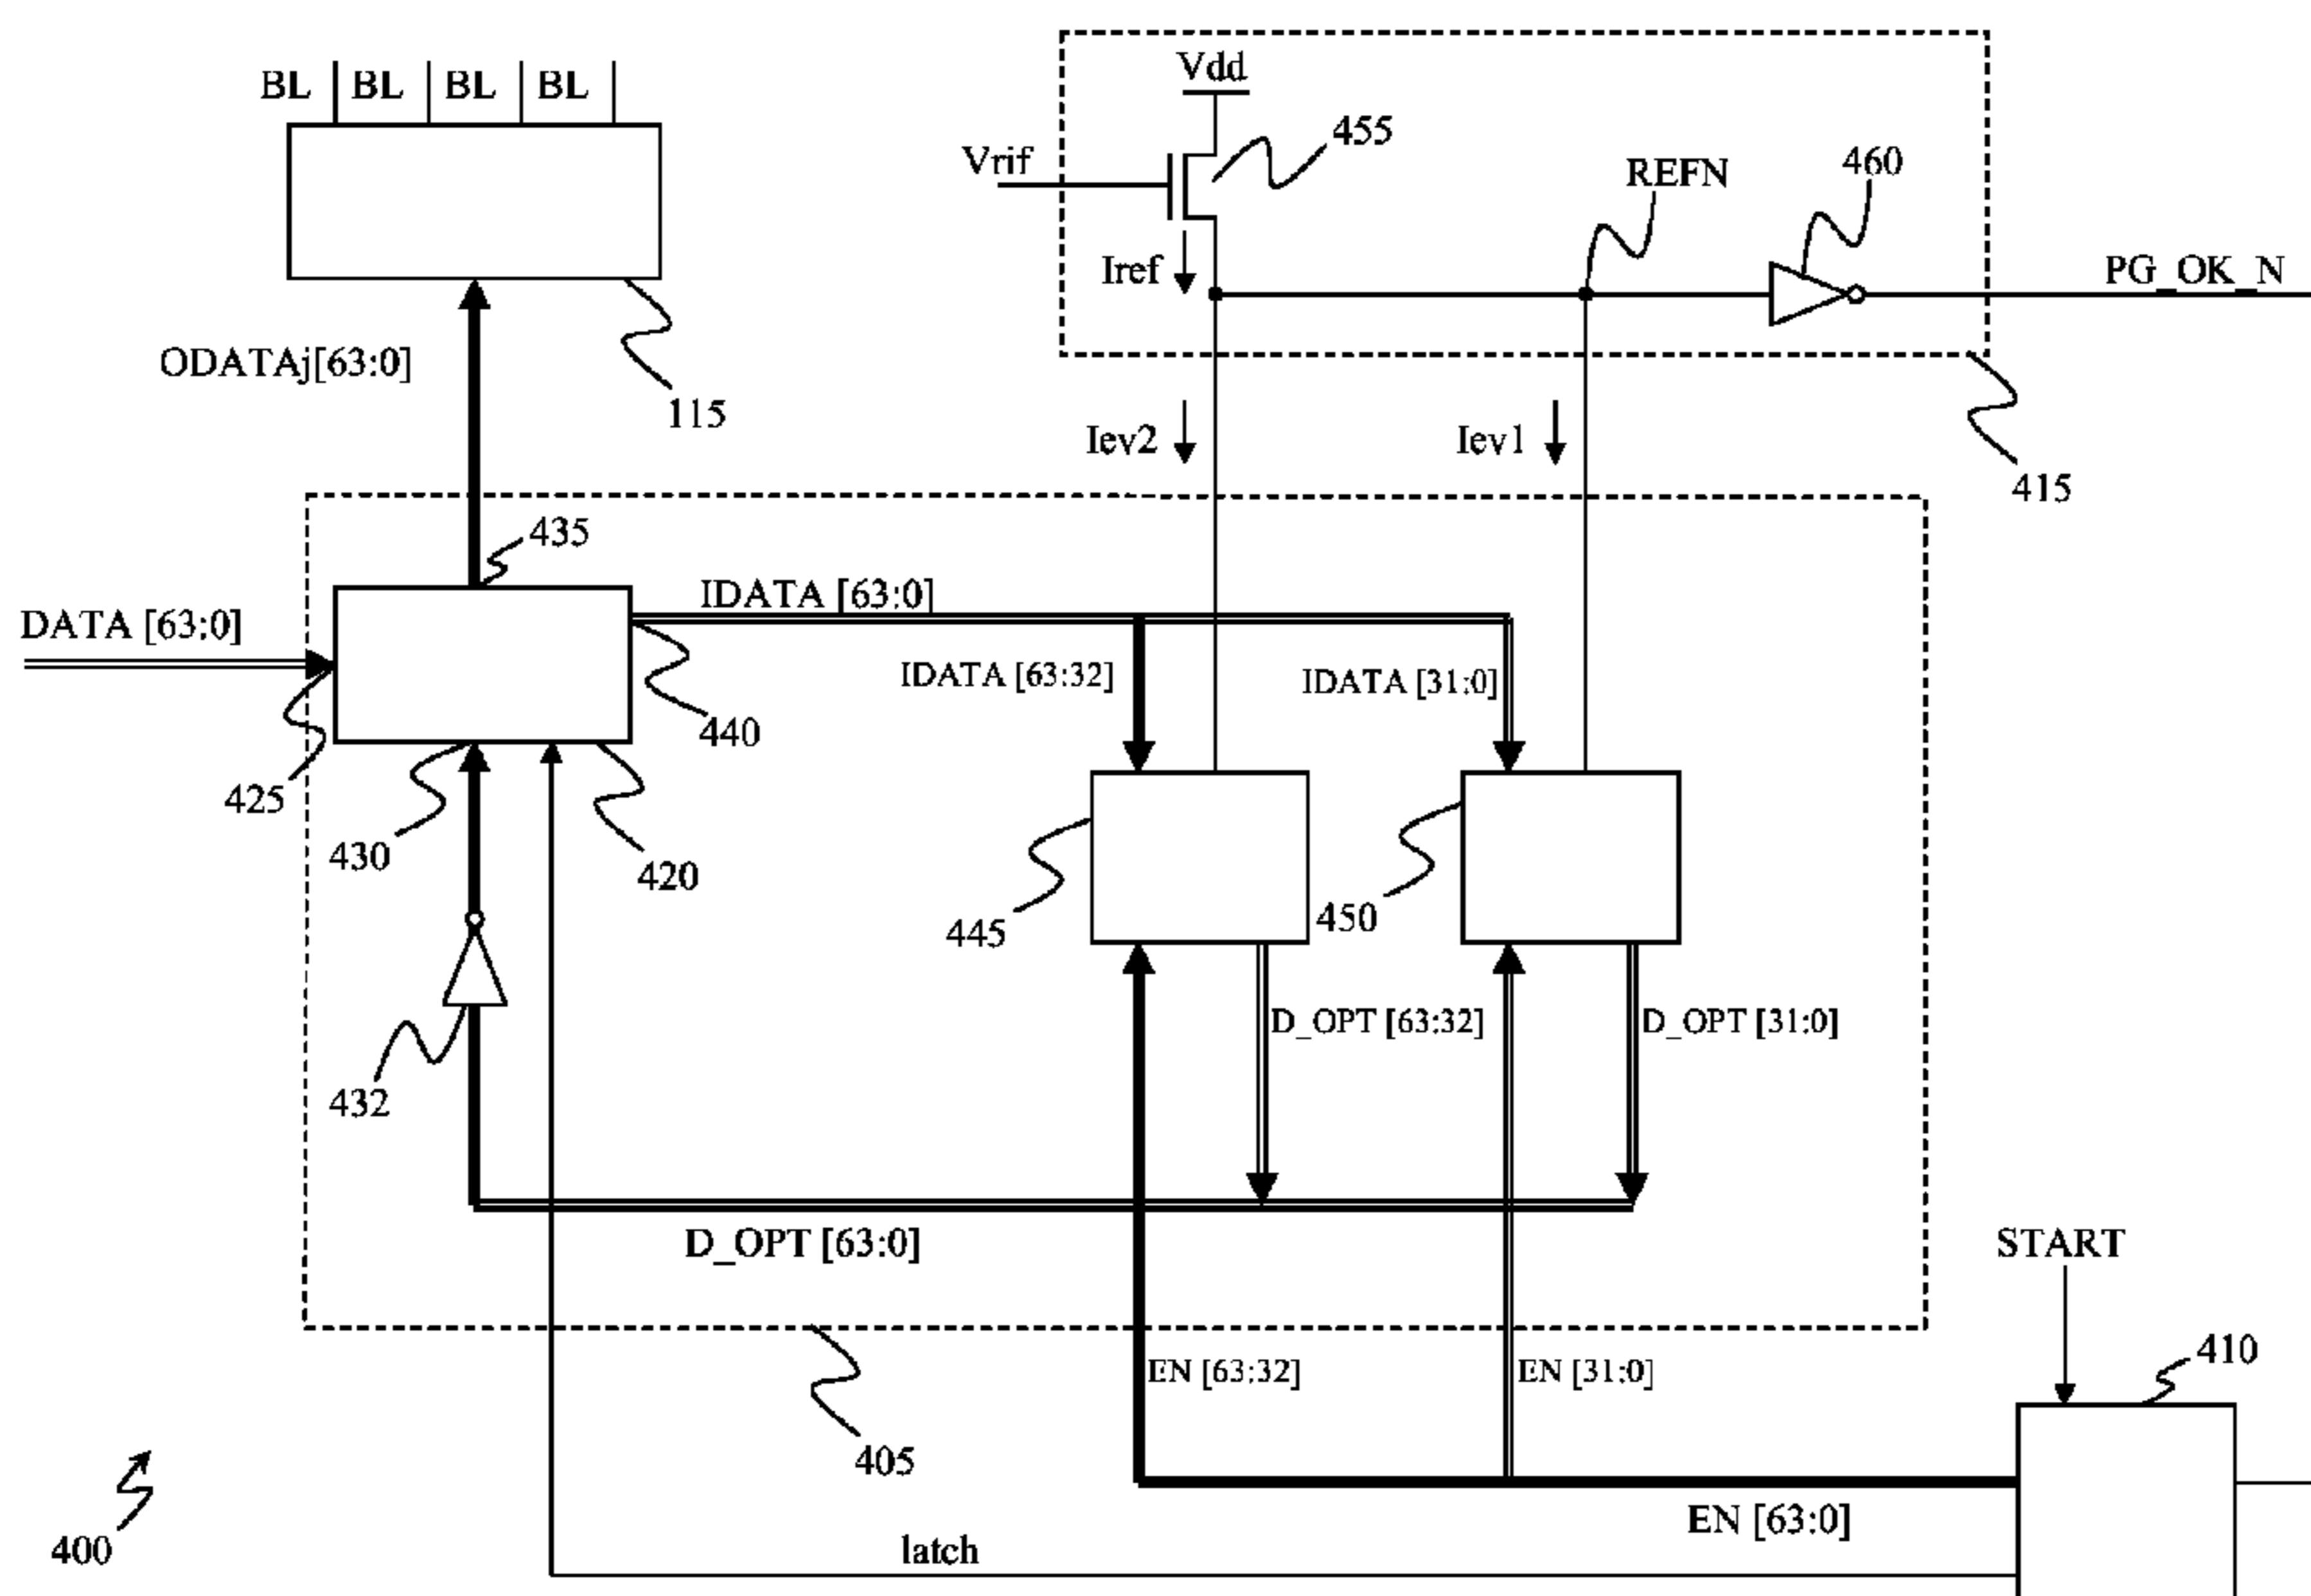 Vdd
BL BL BL BL
455
Vrif
REFN
460
Iref
PG_OK_N
ODATAj[63:0]
115
Iev2
Iev1
415
435
IDATA [63:0]
DATA [63:0]
IDATA [63:32]
IDATA [31:0]
440
425
430
420
445
450
D_OPT [63:32]
D_OPT [31:0]
432
D_OPT [63:0]
START
410
EN [63:32]
EN [31:0]
405
EN [63:0]
400
latch